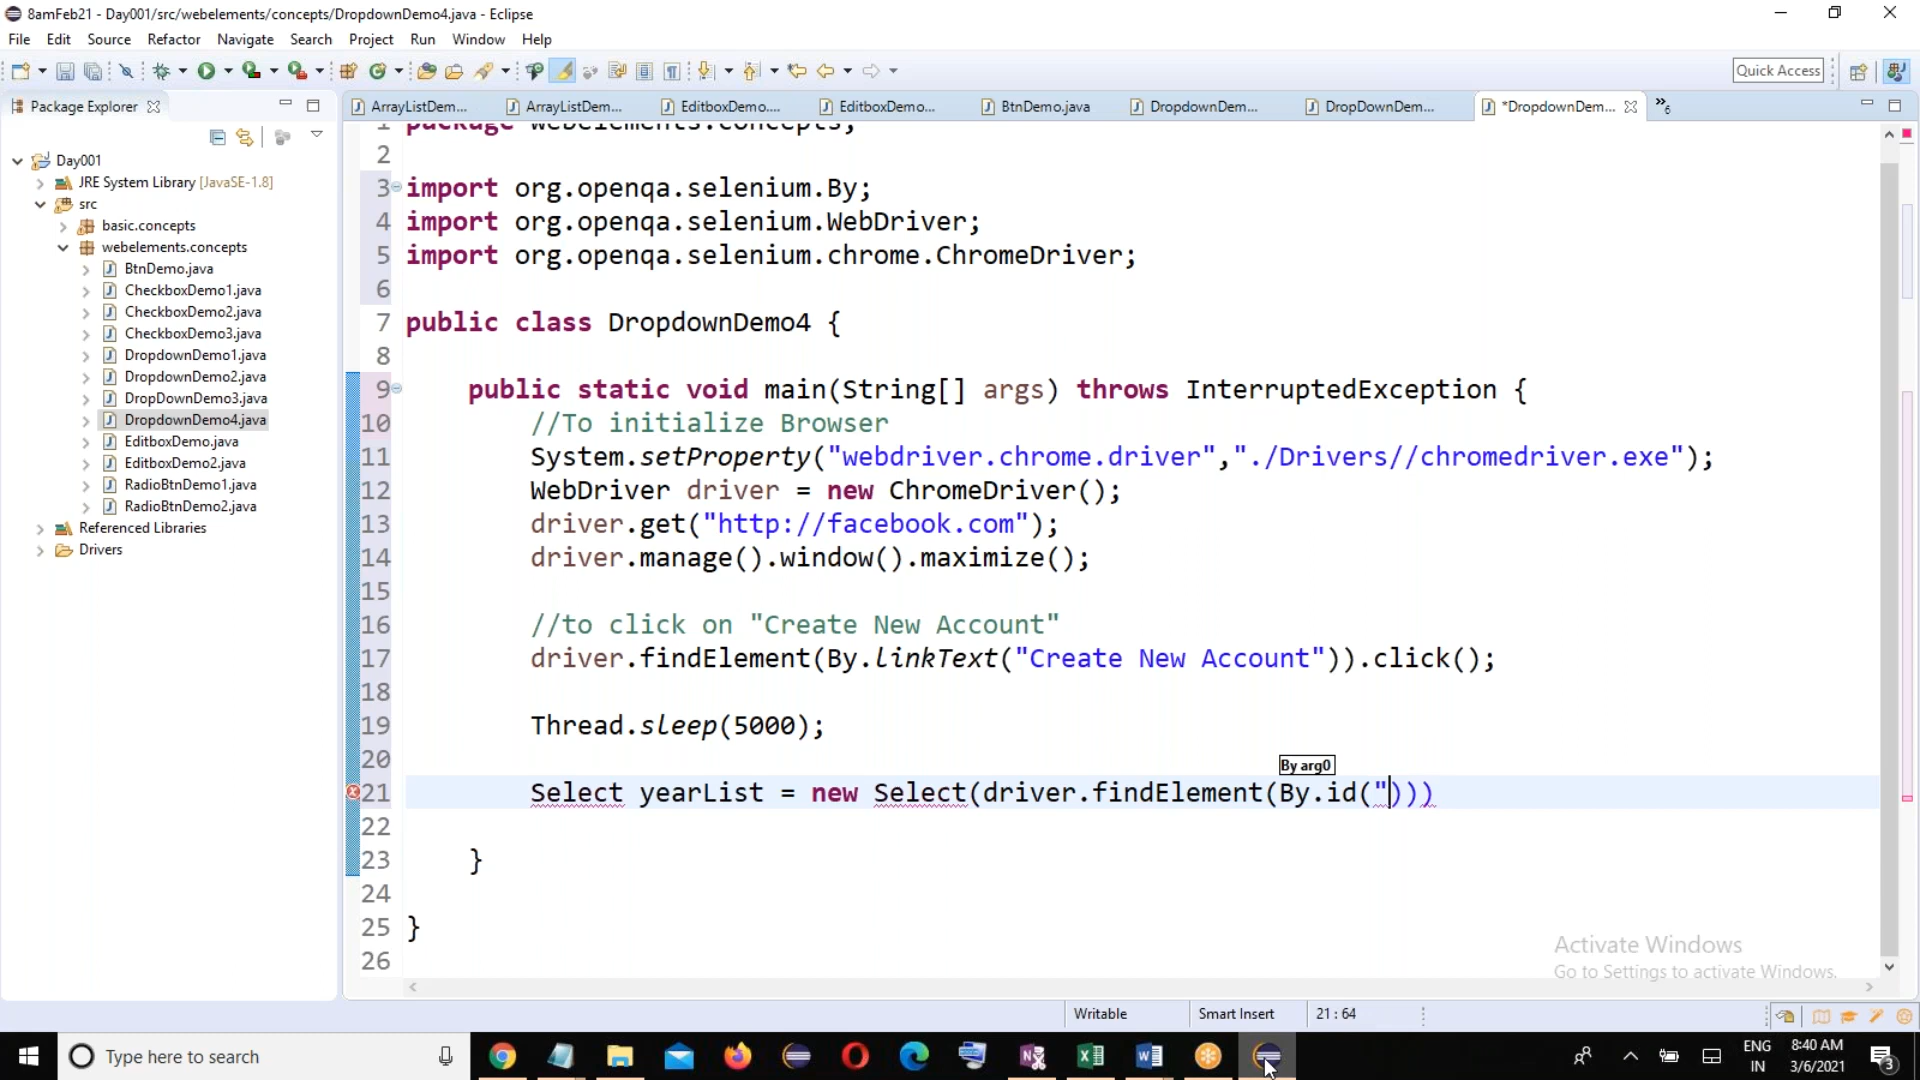 8amFeb21 - Day001/src/webelements/concepts/DropdownDemo4.java - Eclipse
File Edit Source Refactor Navigate Search Project Run Window Help
Quick Access
Package Explorer
ArrayListDem... ArrayListDem... EditboxDemo.... EditboxDemo... BtnDemo.java DropdownDem... DropDownDem... *DropdownDem... »6
Day001
JRE System Library [JavaSE-1.8]
src
basic.concepts
webelements.concepts
BtnDemo.java
CheckboxDemo1.java
CheckboxDemo2.java
CheckboxDemo3.java
DropdownDemo1.java
DropdownDemo2.java
DropDownDemo3.java
DropdownDemo4.java
EditboxDemo.java
EditboxDemo2.java
RadioBtnDemo1.java
RadioBtnDemo2.java
Referenced Libraries
Drivers
1 package webelements.concepts;
2
3 import org.openqa.selenium.By;
4 import org.openqa.selenium.WebDriver;
5 import org.openqa.selenium.chrome.ChromeDriver;
6
7 public class DropdownDemo4 {
8
9 public static void main(String[] args) throws InterruptedException {
10 //To initialize Browser
11 System.setProperty("webdriver.chrome.driver","./Drivers//chromedriver.exe");
12 WebDriver driver = new ChromeDriver();
13 driver.get("http://facebook.com");
14 driver.manage().window().maximize();
15
16 //to click on "Create New Account"
17 driver.findElement(By.linkText("Create New Account")).click();
18
19 Thread.sleep(5000);
20
By arg0
21 Select yearList = new Select(driver.findElement(By.id(")))
22
23 }
24
25 }
26
Activate Windows
Go to Settings to activate Windows.
Writable Smart Insert 21 : 64
Type here to search
ENG
IN
8:40 AM
3/6/2021
3